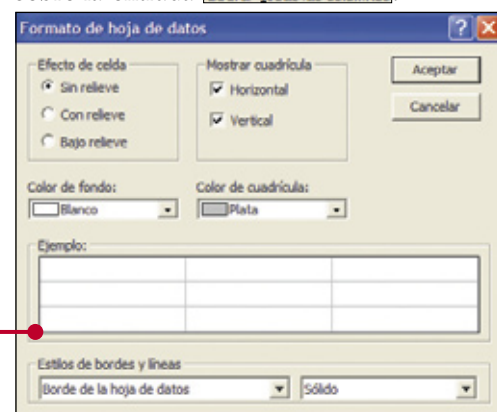 Formato de hoja de datos
Efecto de celda
Sin relieve
Con relieve
Bajo relieve
Mostrar cuadrícula
Horizontal
Vertical
Aceptar
Cancelar
Color de fondo:
Blanco
Color de cuadrícula:
Plata
Ejemplo:
Estilos de bordes y líneas
Borde de la hoja de datos
Sólido